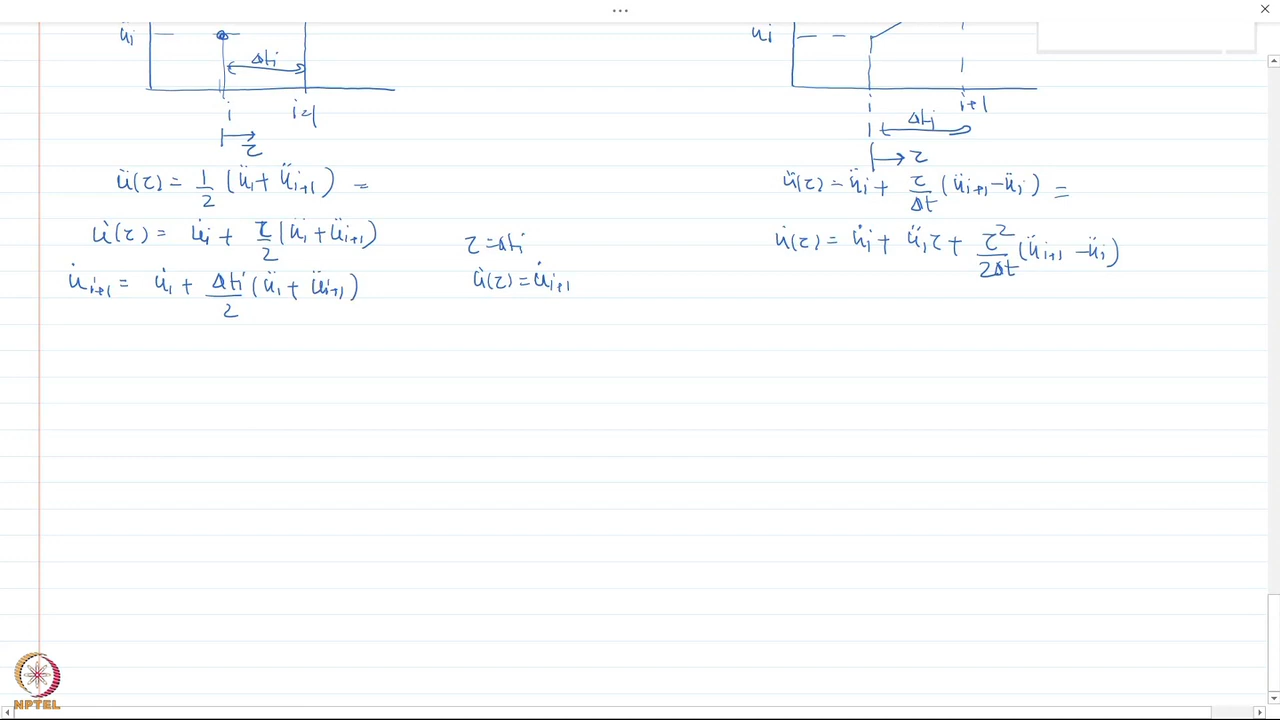 üi
Δti
i
i+1
τ
ü(τ) = 1/2 (üi + üi+1) =
u̇(τ) = u̇i + τ/2 (üi + üi+1)
u̇i+1 = u̇i + Δti/2 (üi + üi+1)
τ = Δti
u̇(τ) = u̇i+1
üi
i
i+1
Δti
τ
ü(τ) = üi + τ/Δt (üi+1 - üi) =
u̇(τ) = u̇i + üiτ + τ²/2Δt (üi+1 - üi)
NPTEL